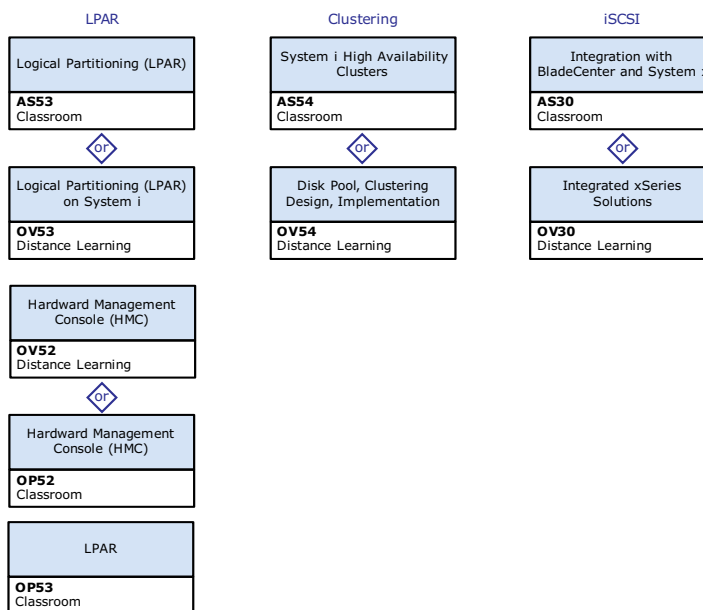 LPAR
Logical Partitioning (LPAR)
AS53
Classroom
or
Logical Partitioning (LPAR)
on System i
OV53
Distance Learning
Hardward Management
Console (HMC)
OV52
Distance Learning
or
Hardward Management
Console (HMC)
OP52
Classroom
LPAR
OP53
Classroom
Clustering
System i High Availability
Clusters
AS54
Classroom
or
Disk Pool, Clustering
Design, Implementation
OV54
Distance Learning
iSCSI
Integration with
BladeCenter and System x
AS30
Classroom
or
Integrated xSeries
Solutions
OV30
Distance Learning